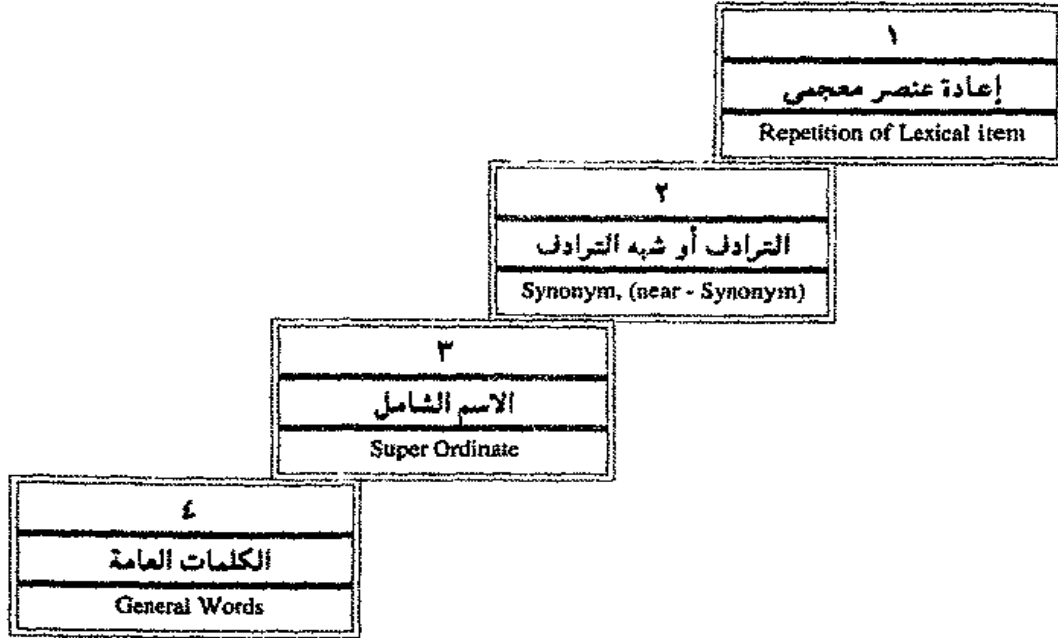 ١
إعادة عنصر معجمي
Repetition of Lexical item
٢
الترادف أو شبه الترادف
Synonym, (near - Synonym)
٣
الاسم الشامل
Super Ordinate
٤
الكلمات العامة
General Words